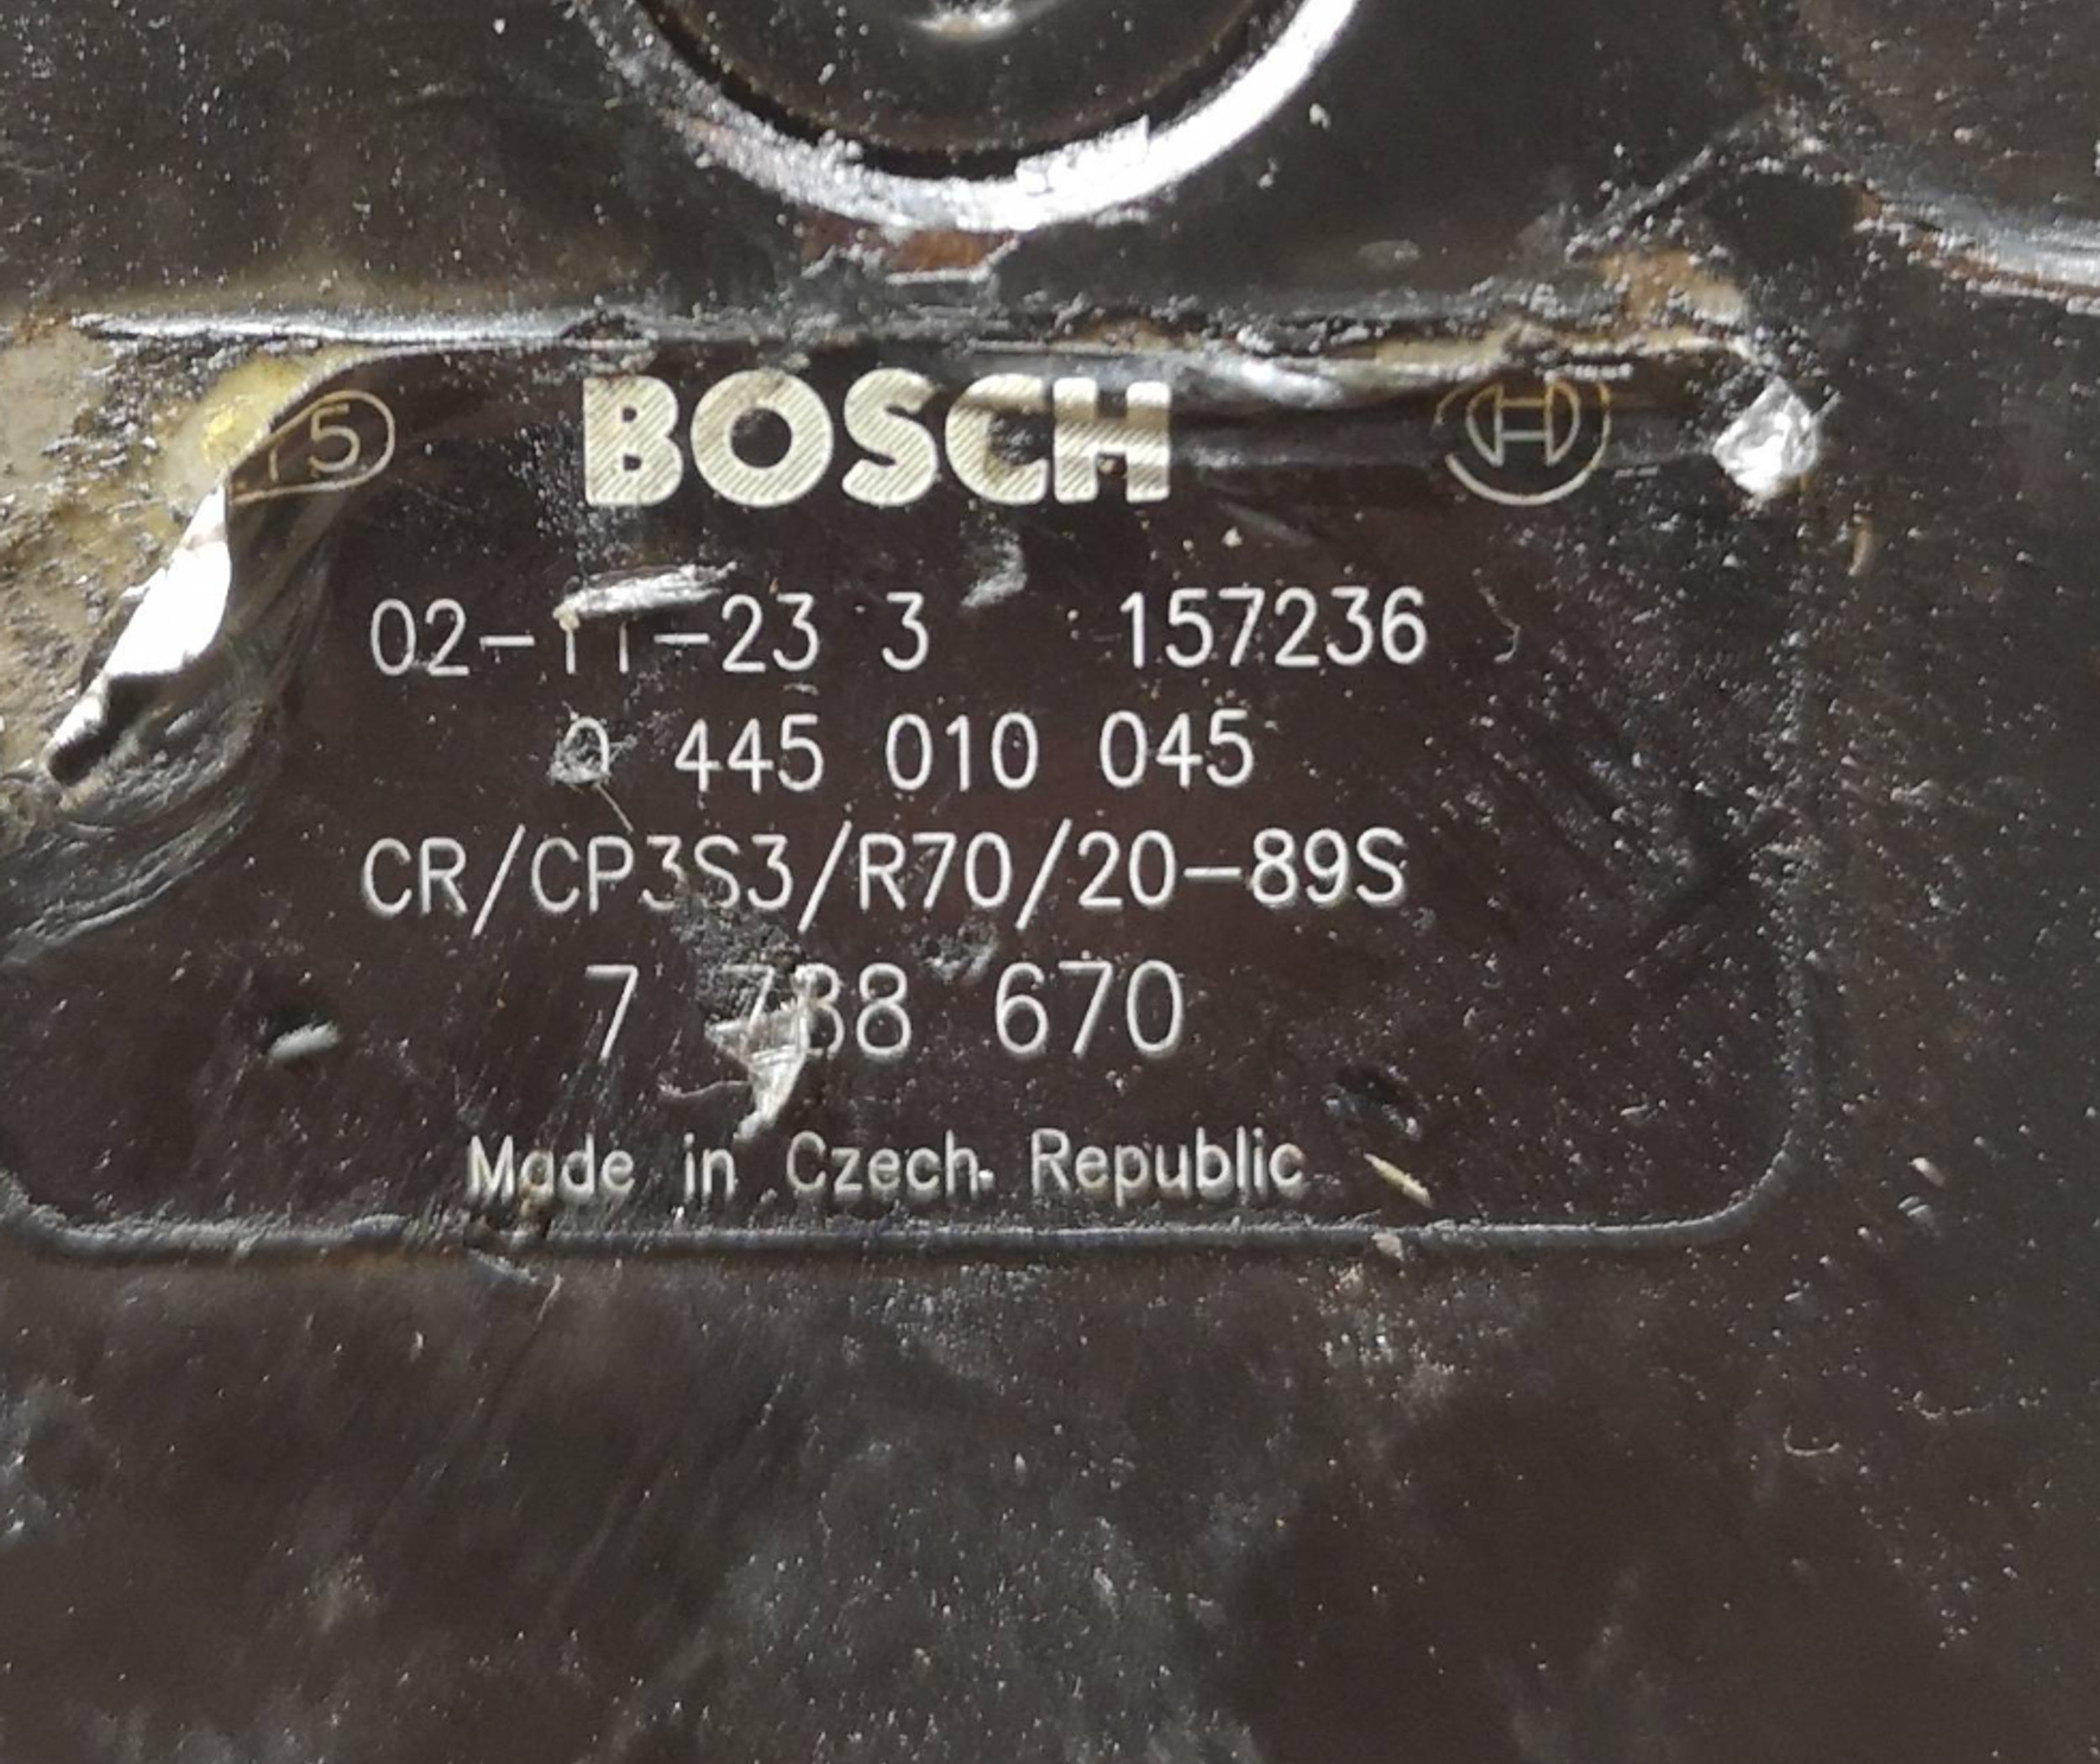 15 BOSCH
02-11-23 3 157236
0 445 010 045
CR/CP3S3/R70/20-89S
7 788 670
Made in Czech Republic